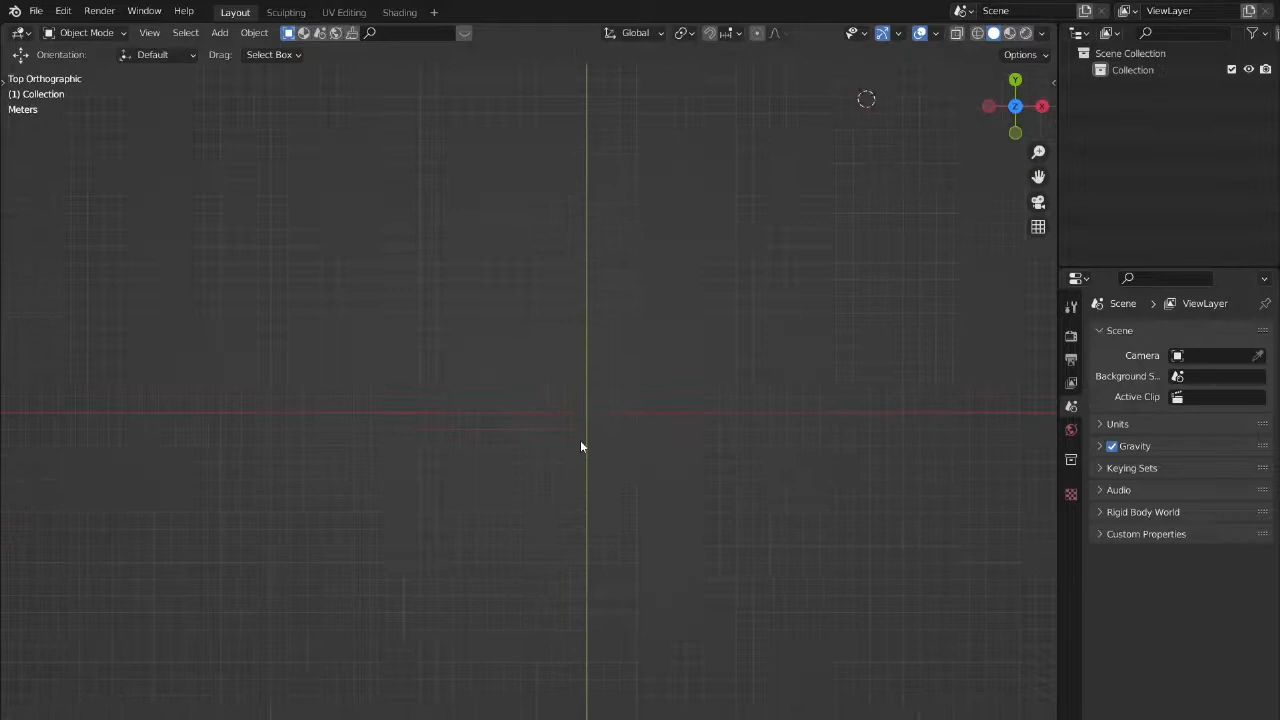 File Edit Render Window Help Layout Sculpting UV Editing Shading + Scene ViewLayer
Object Mode View Select Add Object Global
Orientation: Default Drag: Select Box Options
Top Orthographic
(1) Collection
Meters
Y
X
Z
Scene Collection
Collection
Scene > ViewLayer
Scene
Camera
Background S...
Active Clip
Units
Gravity
Keying Sets
Audio
Rigid Body World
Custom Properties